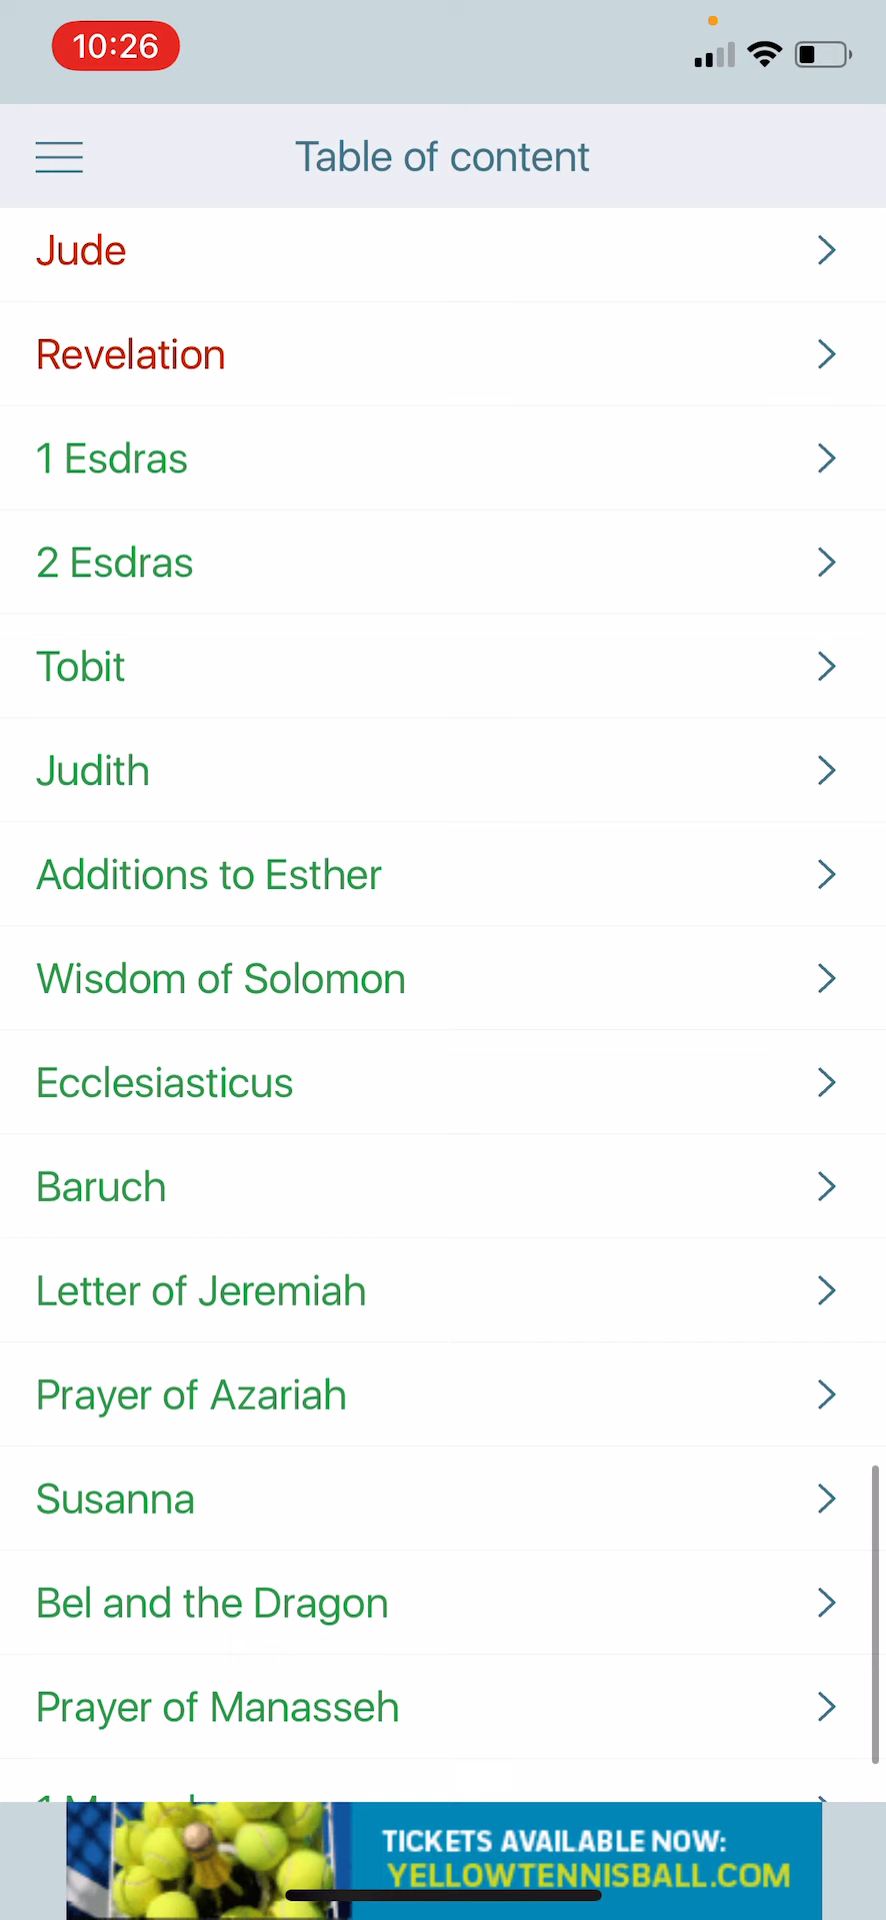 10:26
Table of content
Jude
Revelation
1 Esdras
2 Esdras
Tobit
Judith
Additions to Esther
Wisdom of Solomon
Ecclesiasticus
Baruch
Letter of Jeremiah
Prayer of Azariah
Susanna
Bel and the Dragon
Prayer of Manasseh
TICKETS AVAILABLE NOW:
YELLOWTENNISBALL.COM